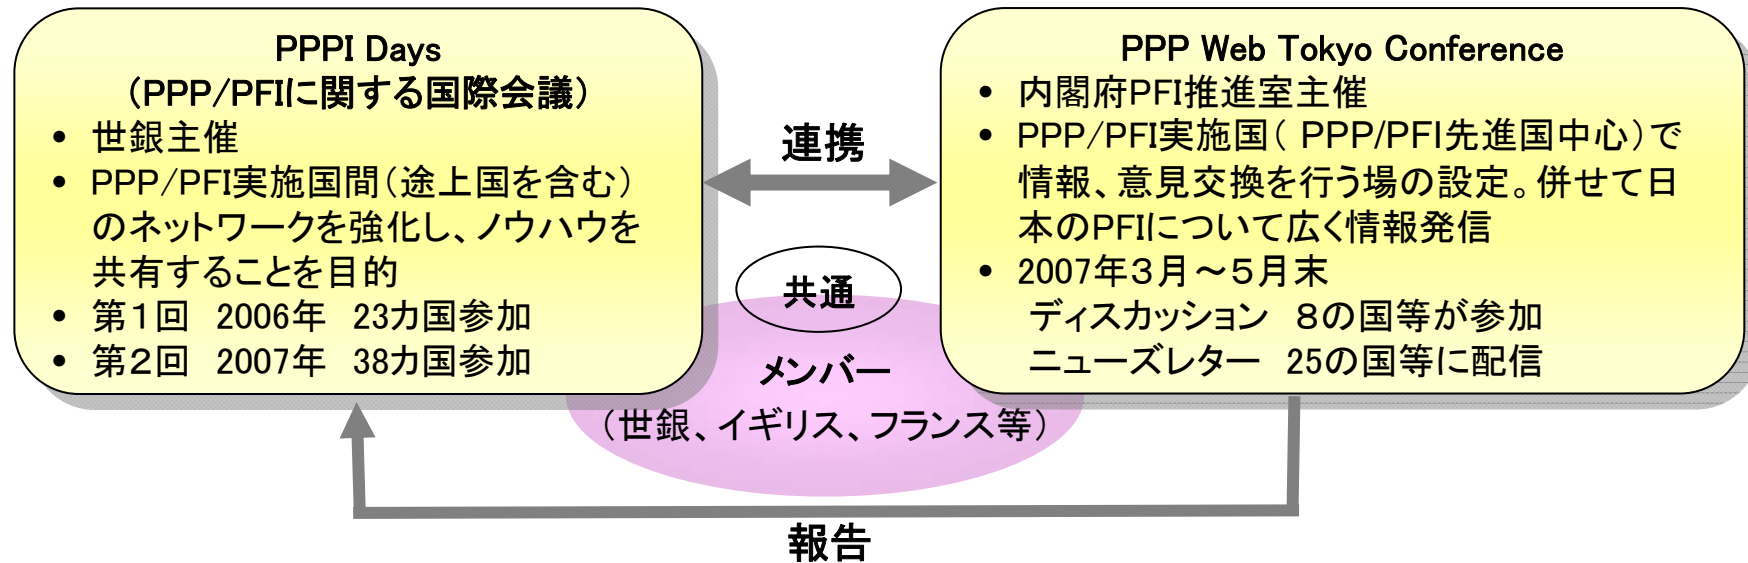 PPPI Days
（PPP/PFIに関する国際会議）
• 世銀主催
• PPP/PFI実施国間（途上国を含む）
のネットワークを強化し、ノウハウを
共有することを目的
• 第１回　2006年　23カ国参加
• 第２回　2007年　38カ国参加
連携
共通
メンバー
（世銀、イギリス、フランス等）
PPP Web Tokyo Conference
• 内閣府PFI推進室主催
• PPP/PFI実施国（ PPP/PFI先進国中心）で
情報、意見交換を行う場の設定。併せて日
本のPFIについて広く情報発信
• 2007年３月～５月末
ディスカッション　８の国等が参加
ニューズレター　25の国等に配信
報告